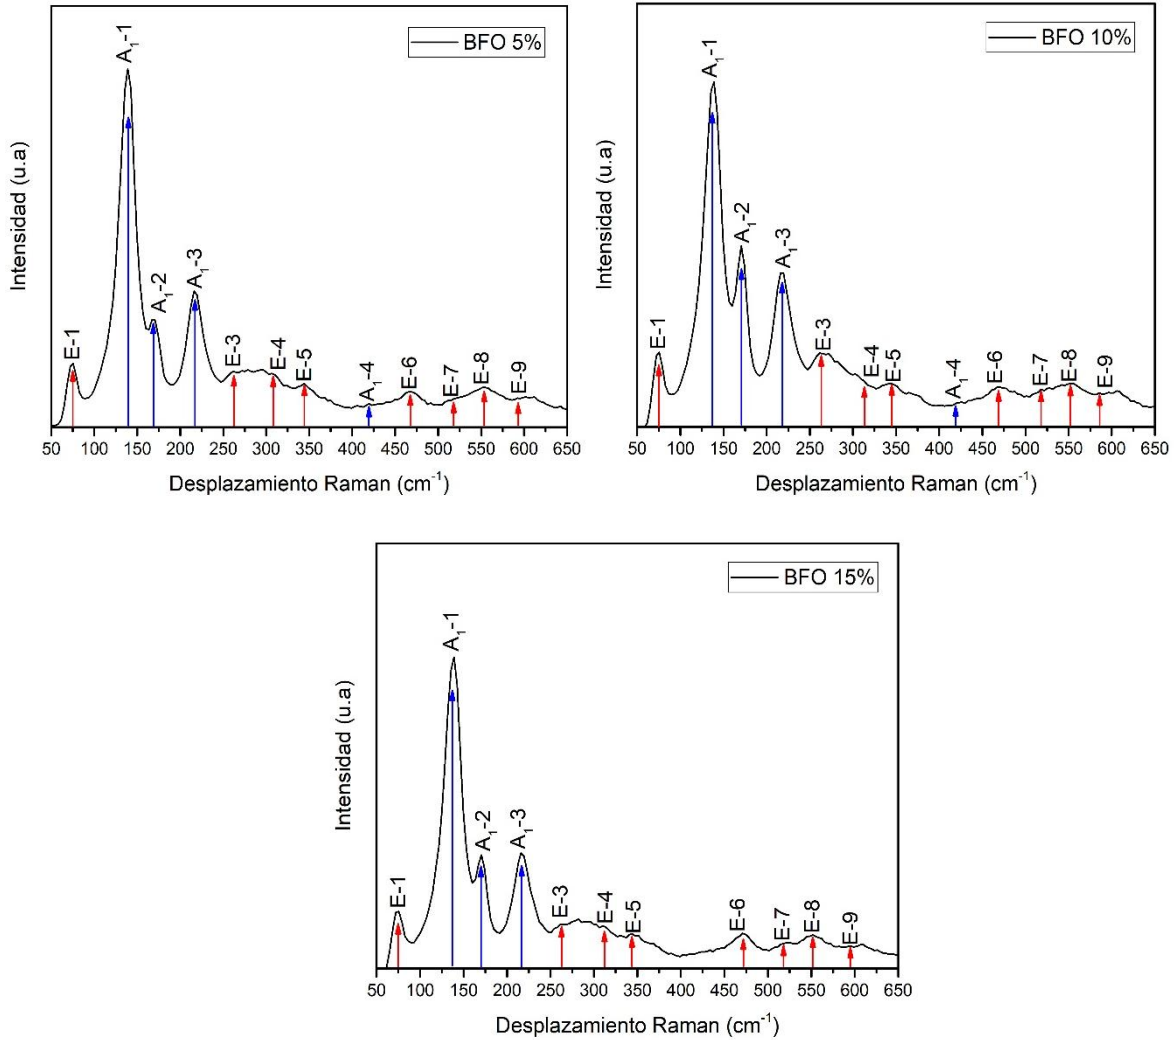 BFO 5%
Intensidad (u.a)
E-1
A₁-1
A₁-2
A₁-3
E-3
E-4
E-5
A₁-4
E-6
E-7
E-8
E-9
50 100 150 200 250 300 350 400 450 500 550 600 650
Desplazamiento Raman (cm⁻¹)
BFO 10%
Intensidad (u.a)
E-1
A₁-1
A₁-2
A₁-3
E-3
E-4
E-5
A₁-4
E-6
E-7
E-8
E-9
50 100 150 200 250 300 350 400 450 500 550 600 650
Desplazamiento Raman (cm⁻¹)
BFO 15%
Intensidad (u.a)
E-1
A₁-1
A₁-2
A₁-3
E-3
E-4
E-5
E-6
E-7
E-8
E-9
50 100 150 200 250 300 350 400 450 500 550 600 650
Desplazamiento Raman (cm⁻¹)